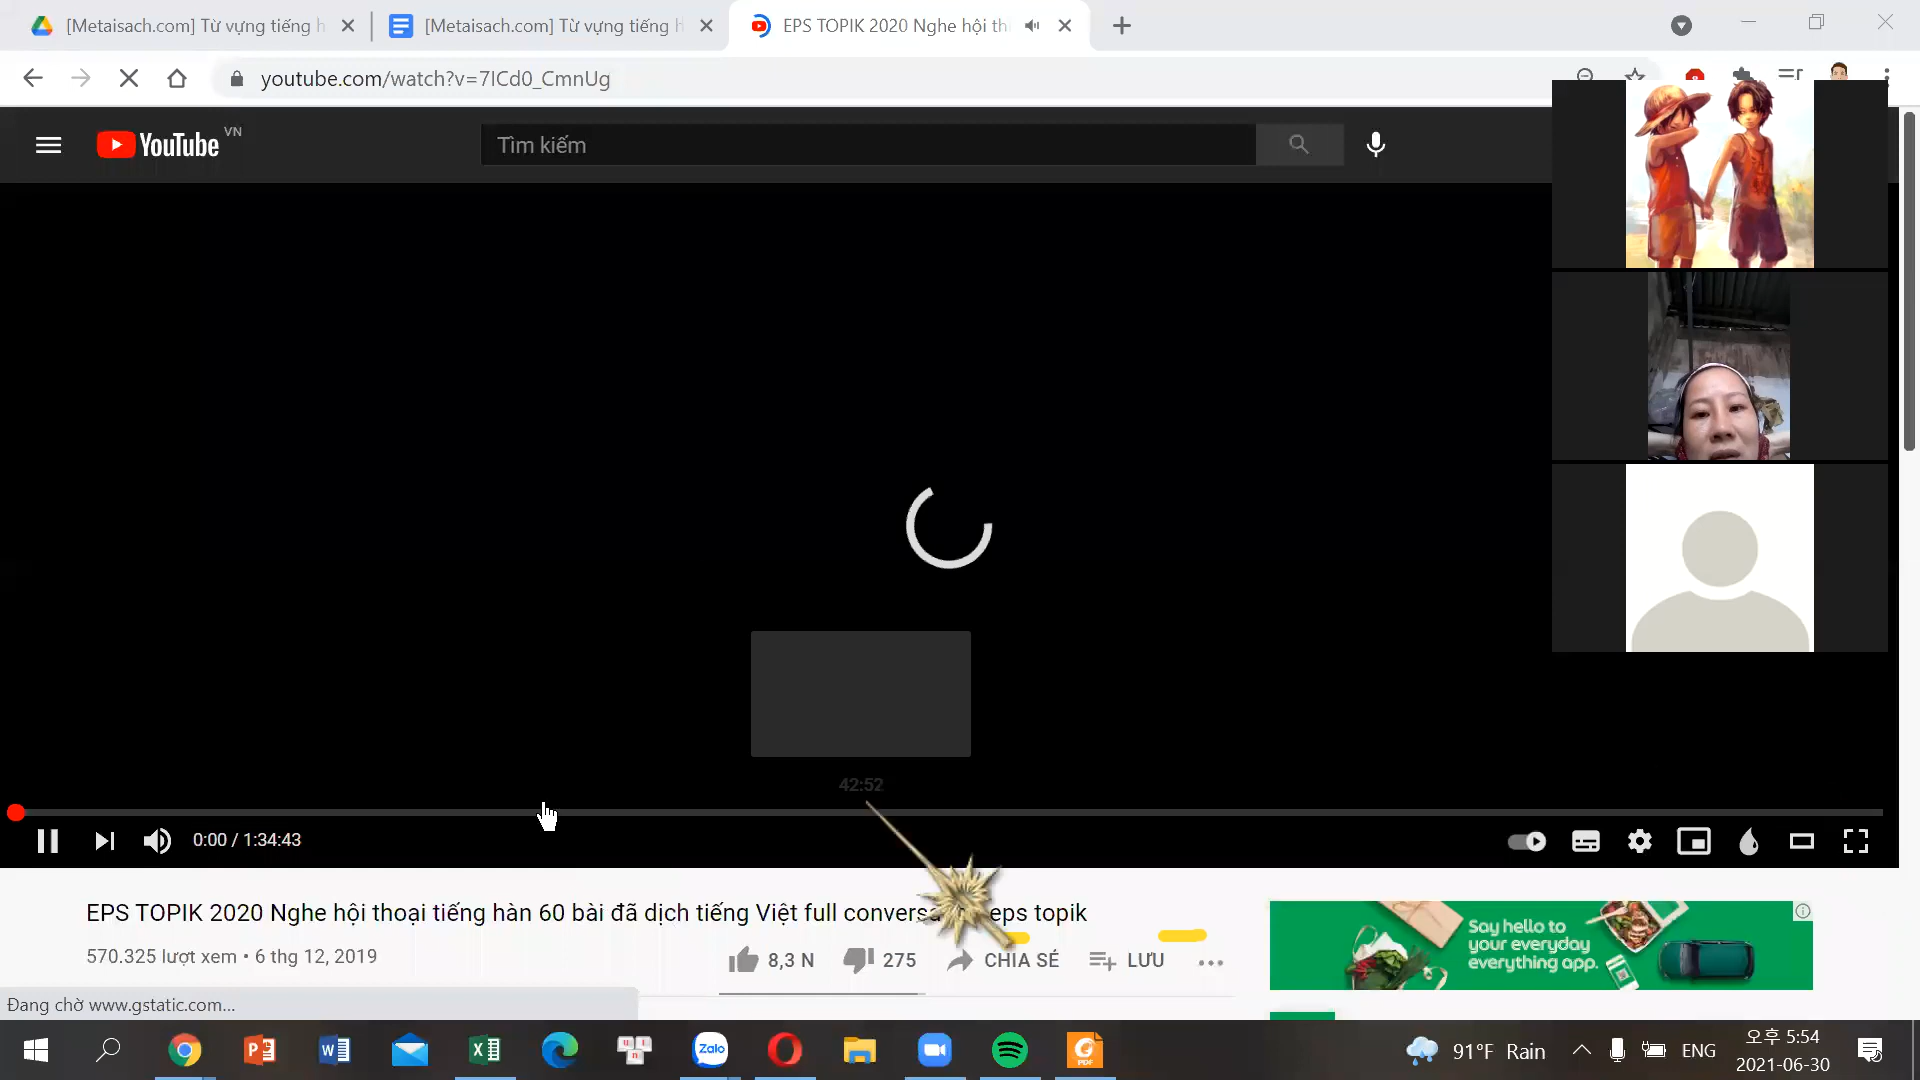 [Metaisach.com] Từ vựng tiếng h
[Metaisach.com] Từ vựng tiếng h
EPS TOPIK 2020 Nghe hội th
youtube.com/watch?v=7ICd0_CmnUg
YouTube VN
Tìm kiếm
42:52
0:00 / 1:34:43
EPS TOPIK 2020 Nghe hội thoại tiếng hàn 60 bài đã dịch tiếng Việt full eps topik
570.325 lượt xem • 6 thg 12, 2019
8,3 N
275
CHIA SẺ
LƯU
Say hello to
your everyday
everything app.
Đang chờ www.gstatic.com...
Zalo
PDF
91°F Rain
ENG
오후 5:54
2021-06-30